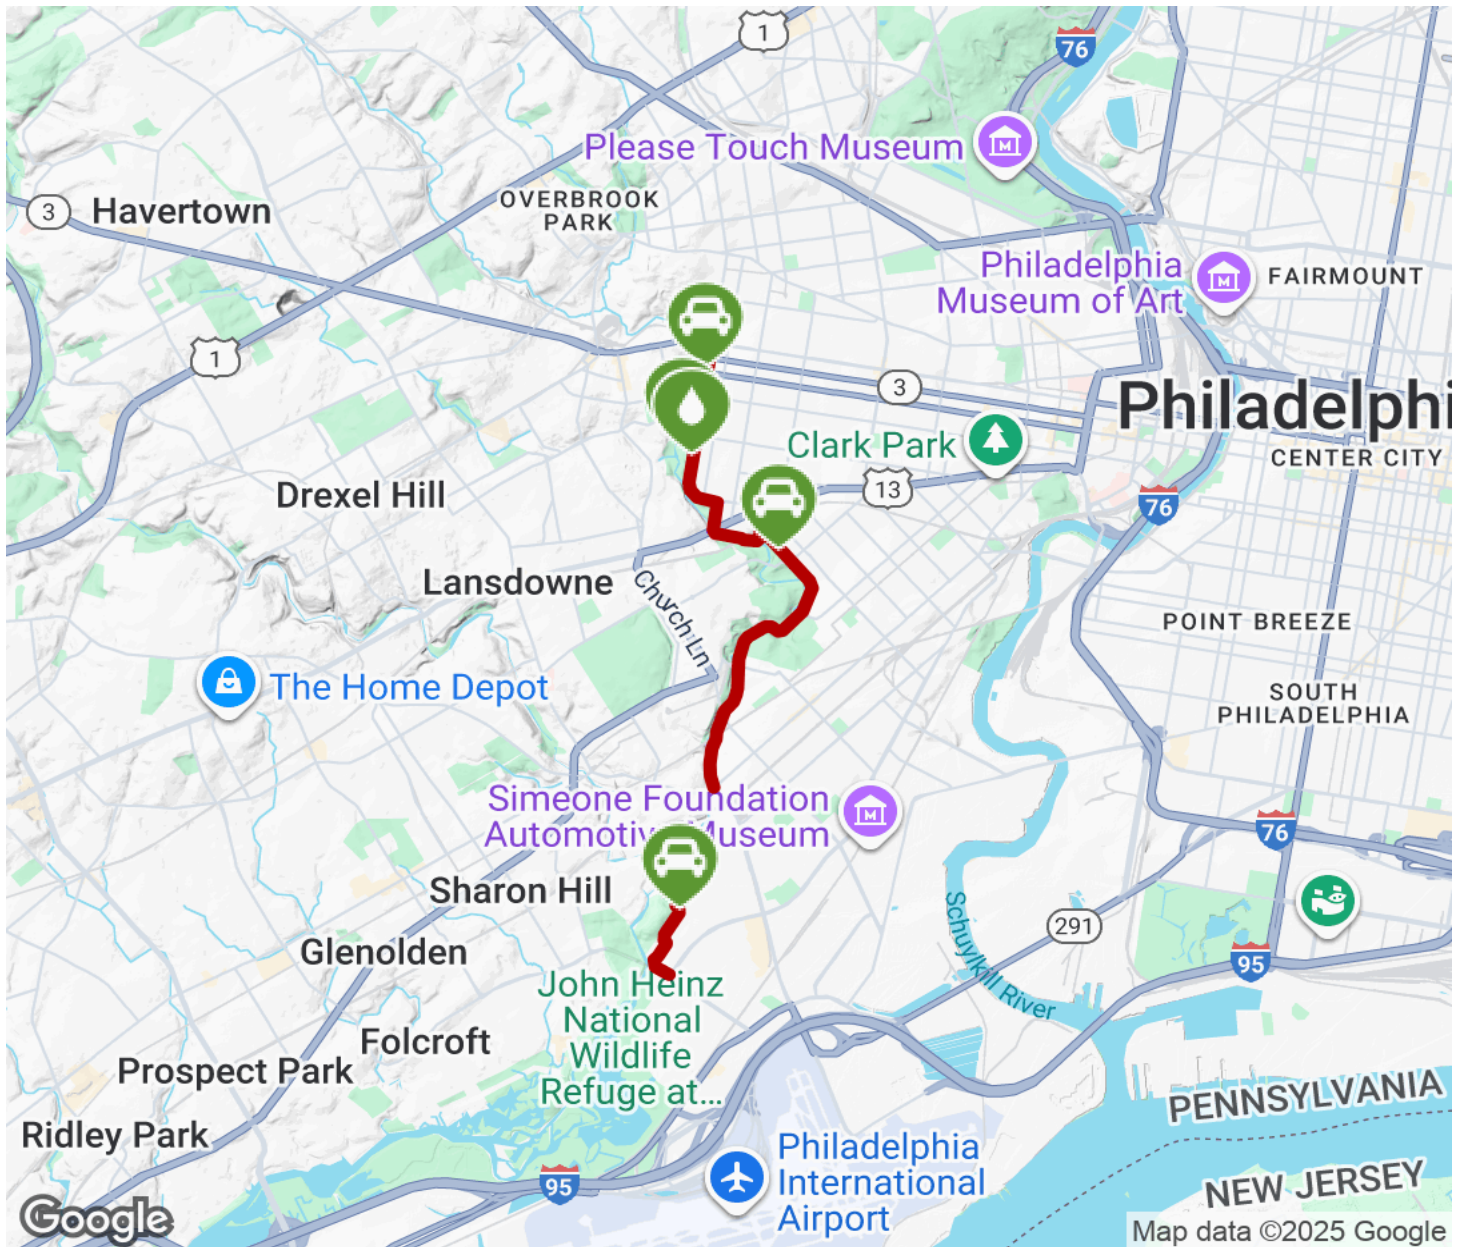 1
76
Please Touch Museum
OVERBROOK
PARK
3
Havertown
Philadelphia
Museum of Art
FAIRMOUNT
1
3
Philadelphi
Clark Park
CENTER CITY
13
Drexel Hill
76
Lansdowne
Church Ln
POINT BREEZE
The Home Depot
SOUTH
PHILADELPHIA
Simeone Foundation
Automotiv Museum
76
Sharon Hill
291
Schuylkill River
Glenolden
95
John Heinz
National
Wildlife
Refuge at...
Folcroft
Prospect Park
PENNSYLVANIA
Ridley Park
Philadelphia
International
Airport
95
NEW JERSEY
Google
Map data ©2025 Google